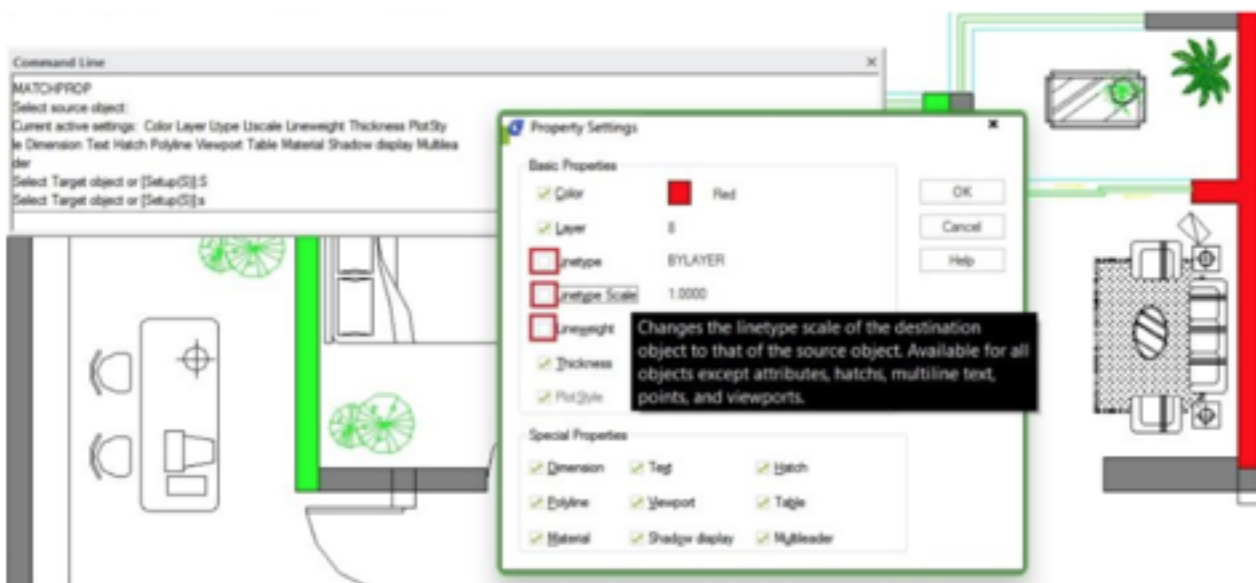 Command Line
MATCHPROP
Select source object:
Current active settings: Color Layer Ltype Ltscale Lineweight Thickness PlotSty
le Dimension Text Hatch Polyline Viewport Table Material Shadow display Multilea
der
Select Target object or [Setup(S)]:S
Select Target object or [Setup(S)]:a
Property Settings
Basic Properties
Color
Red
OK
Layer
8
Cancel
Linetype
BYLAYER
Help
Linetype Scale
1.0000
Lineweight
Changes the linetype scale of the destination
object to that of the source object. Available for all
objects except attributes, hatchs, multiline text,
points, and viewports.
Thickness
PlotStyle
Special Properties
Dimension
Text
Hatch
Polyline
Viewport
Table
Material
Shadow display
Multileader